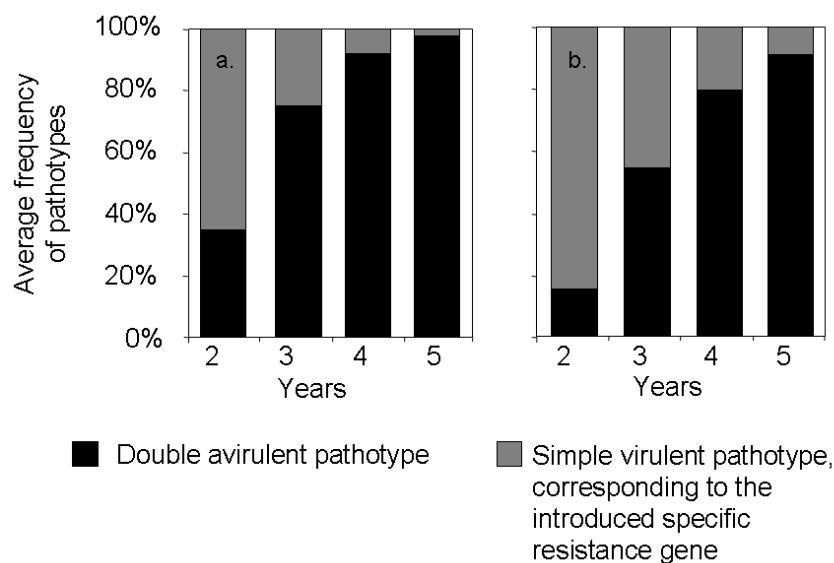 100%
80%
60%
40%
20%
0%
Average frequency
of pathotypes
a.
2 3 4 5
Years
b.
2 3 4 5
Years
Double avirulent pathotype
Simple virulent pathotype,
corresponding to the
introduced specific
resistance gene